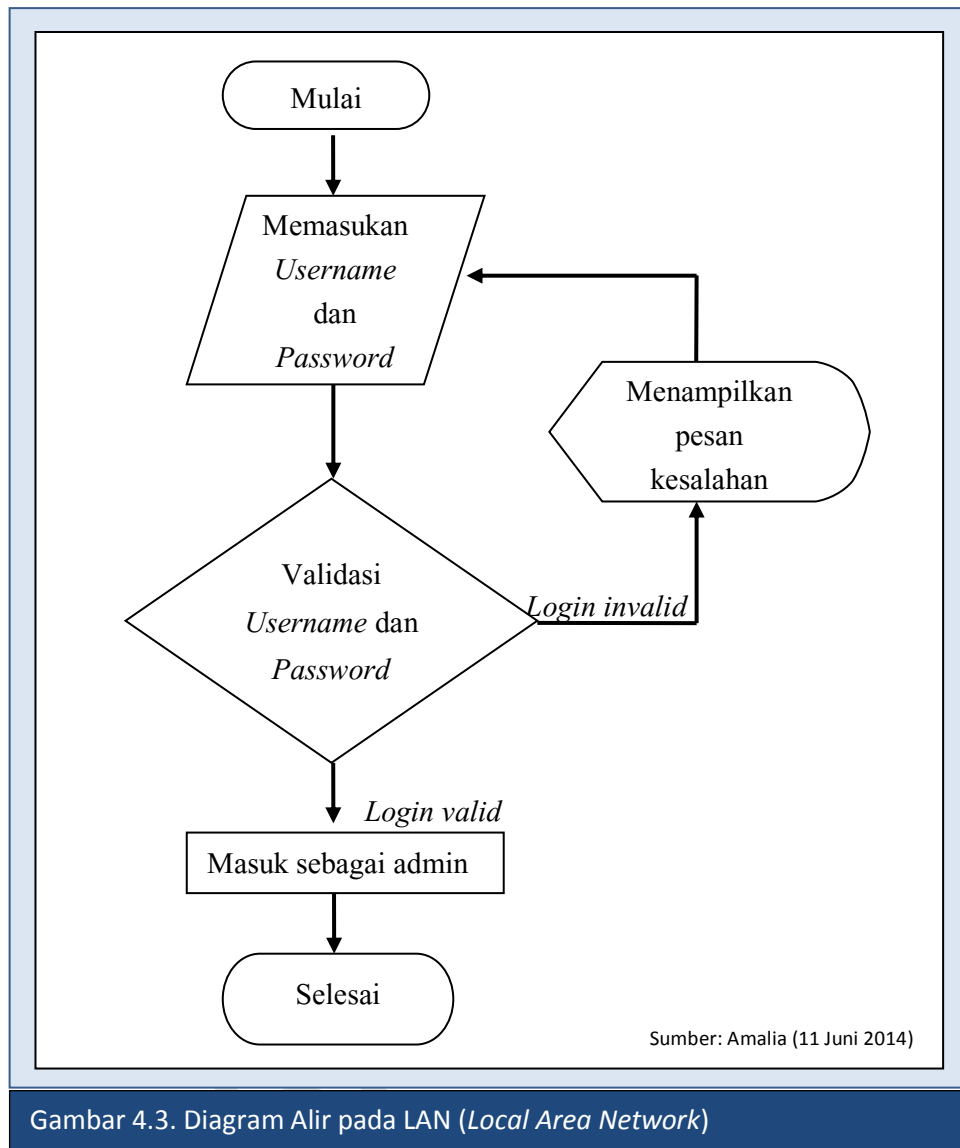 Mulai
Memasukan
Username
dan
Password
Menampilkan
pesan
kesalahan
Validasi
Username dan
Password
Login invalid
Login valid
Masuk sebagai admin
Selesai
Sumber: Amalia (11 Juni 2014)
Gambar 4.3. Diagram Alir pada LAN (Local Area Network)